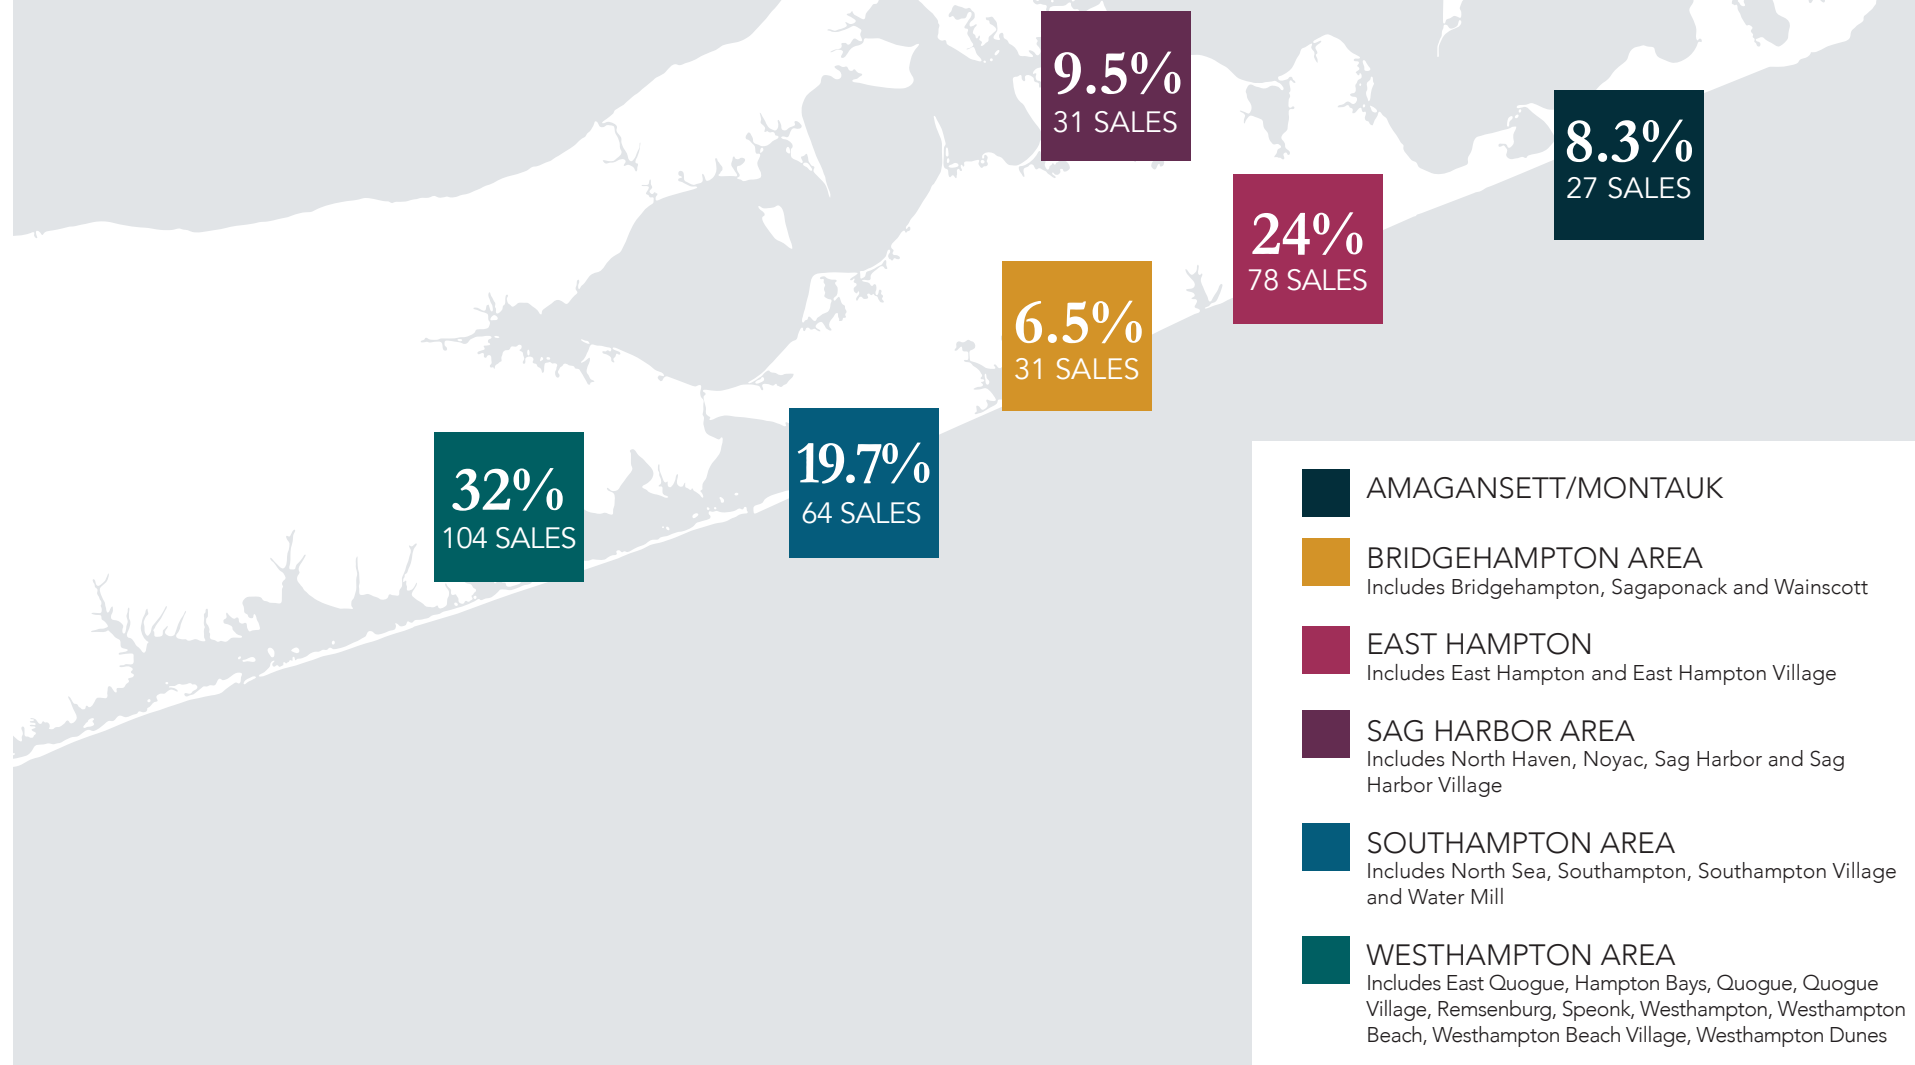 9.5%
31 SALES
8.3%
27 SALES
24%
78 SALES
6.5%
31 SALES
19.7%
64 SALES
32%
104 SALES
AMAGANSETT/MONTAUK
BRIDGEHAMPTON AREA
Includes Bridgehampton, Sagaponack and Wainscott
EAST HAMPTON
Includes East Hampton and East Hampton Village
SAG HARBOR AREA
Includes North Haven, Noyac, Sag Harbor and Sag
Harbor Village
SOUTHAMPTON AREA
Includes North Sea, Southampton, Southampton Village
and Water Mill
WESTHAMPTON AREA
Includes East Quogue, Hampton Bays, Quogue, Quogue
Village, Remsenburg, Speonk, Westhampton, Westhampton
Beach, Westhampton Beach Village, Westhampton Dunes